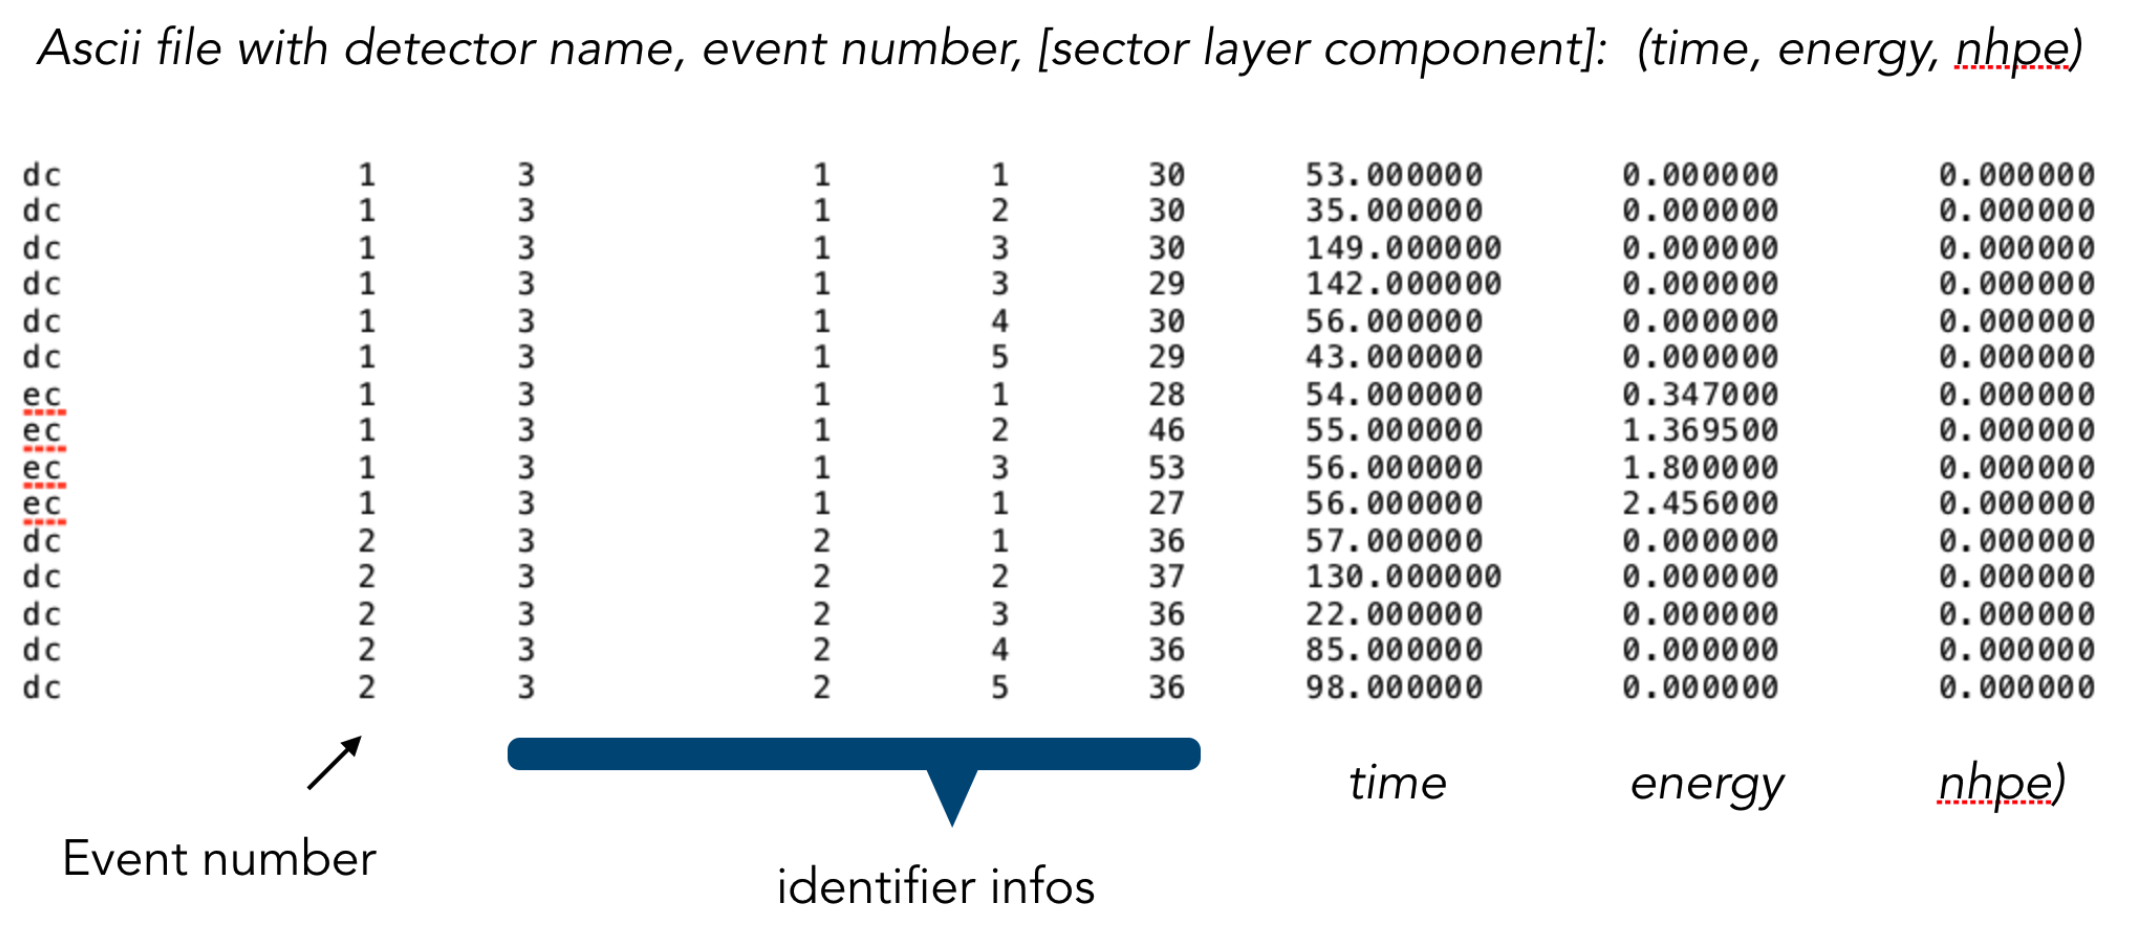 Ascii file with detector name, event number, [sector layer component]: (time, energy, nhpe)
dc 1 3 1 1 30 53.000000 0.000000 0.000000
dc 1 3 1 2 30 35.000000 0.000000 0.000000
dc 1 3 1 3 30 149.000000 0.000000 0.000000
dc 1 3 1 3 29 142.000000 0.000000 0.000000
dc 1 3 1 4 30 56.000000 0.000000 0.000000
dc 1 3 1 5 29 43.000000 0.000000 0.000000
ec 1 3 1 1 28 54.000000 0.347000 0.000000
ec 1 3 1 2 46 55.000000 1.369500 0.000000
ec 1 3 1 3 53 56.000000 1.800000 0.000000
ec 1 3 1 1 27 56.000000 2.456000 0.000000
dc 2 3 2 1 36 57.000000 0.000000 0.000000
dc 2 3 2 2 37 130.000000 0.000000 0.000000
dc 2 3 2 3 36 22.000000 0.000000 0.000000
dc 2 3 2 4 36 85.000000 0.000000 0.000000
dc 2 3 2 5 36 98.000000 0.000000 0.000000
time energy nhpe)
Event number
identifier infos